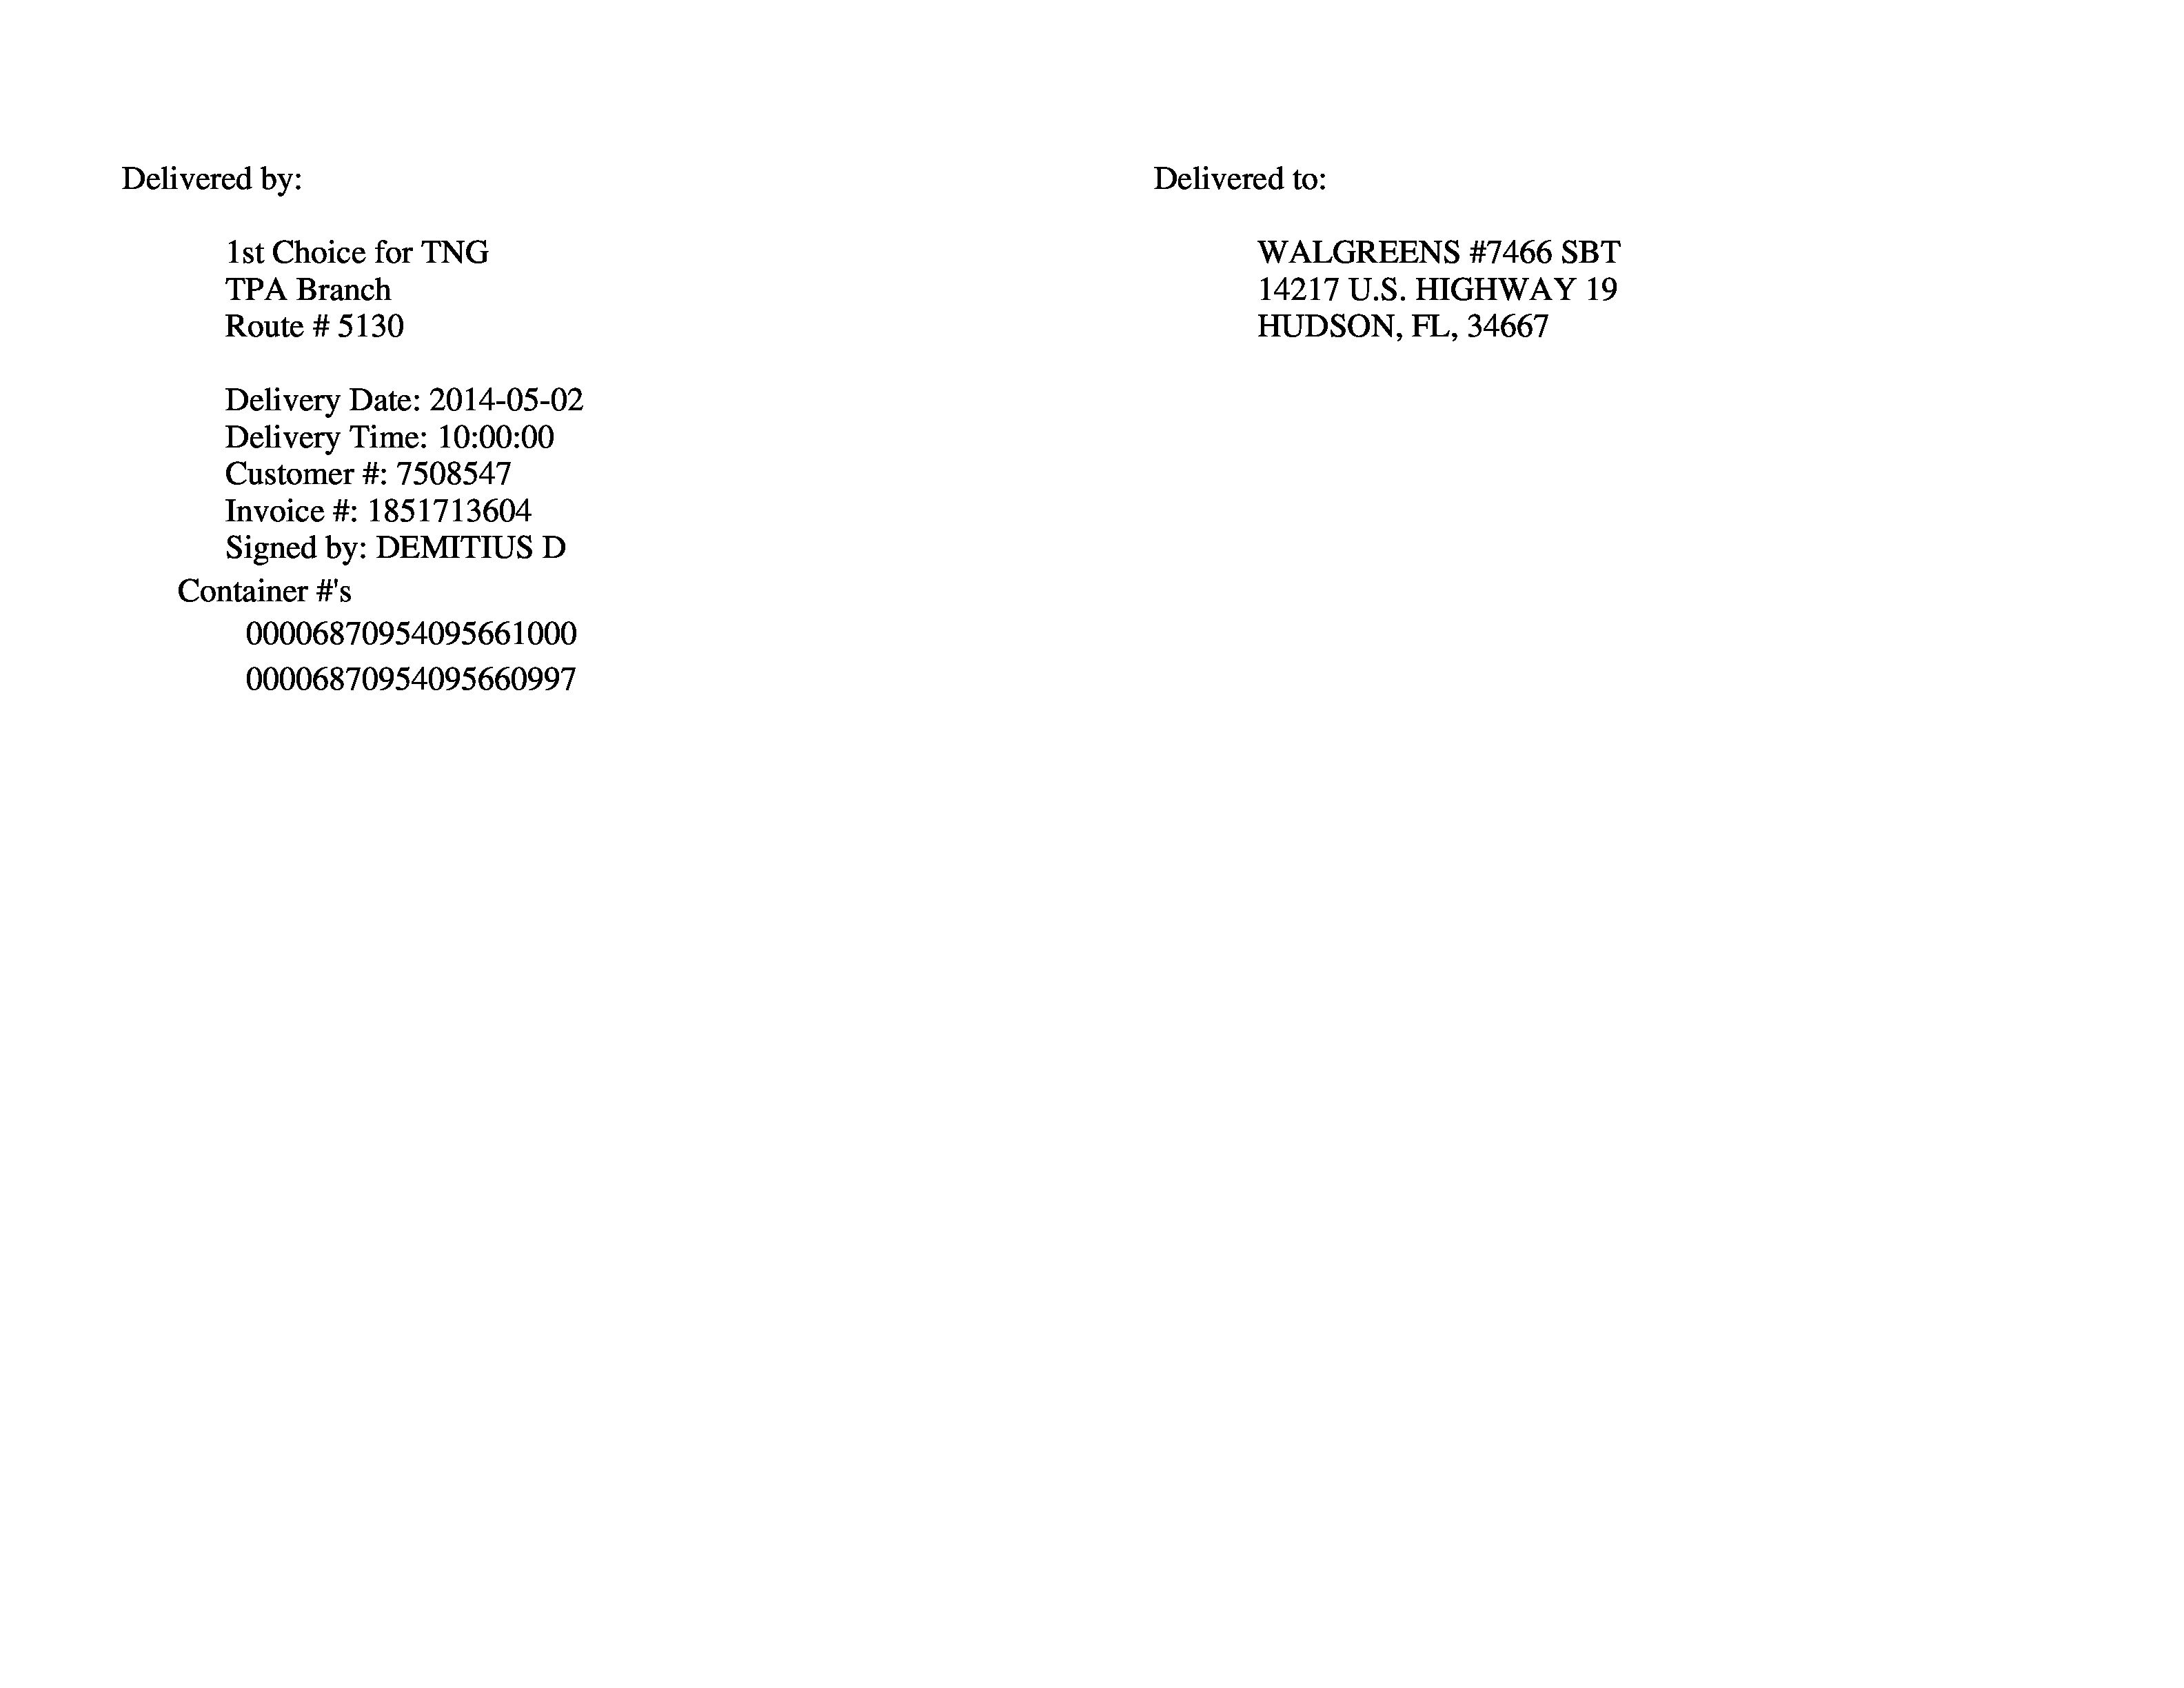 Delivered by:
1st Choice for TNG
TPA Branch
Route # 5130
Delivery Date: 2014-05-02
Delivery Time: 10:00:00
Customer #: 7508547
Invoice #: 1851713604
Signed by: DEMITIUS D
Container #'s
00006870954095661000
00006870954095660997
Delivered to:
WALGREENS #7466 SBT
14217 U.S. HIGHWAY 19
HUDSON, FL, 34667